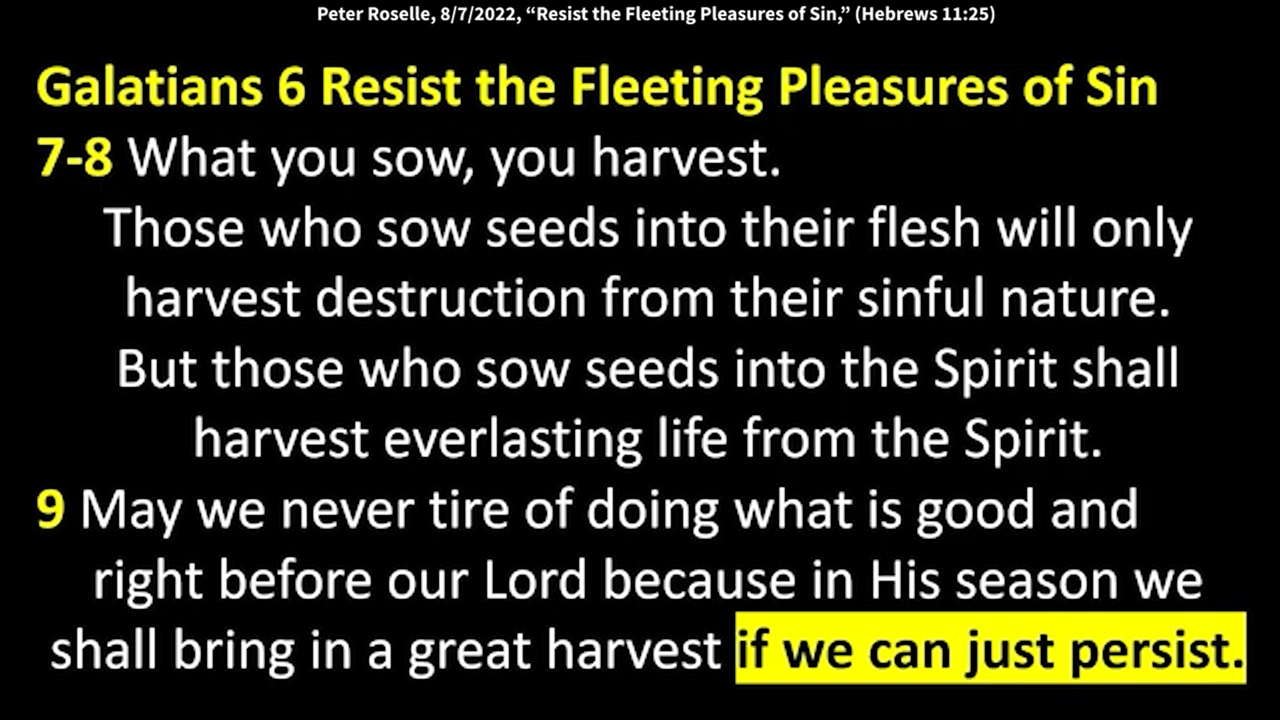 Peter Roselle, 8/7/2022, “Resist the Fleeting Pleasures of Sin,” (Hebrews 11:25)
Galatians 6 Resist the Fleeting Pleasures of Sin
7-8 What you sow, you harvest.
Those who sow seeds into their flesh will only
harvest destruction from their sinful nature.
But those who sow seeds into the Spirit shall
harvest everlasting life from the Spirit.
9 May we never tire of doing what is good and
right before our Lord because in His season we
shall bring in a great harvest if we can just persist.